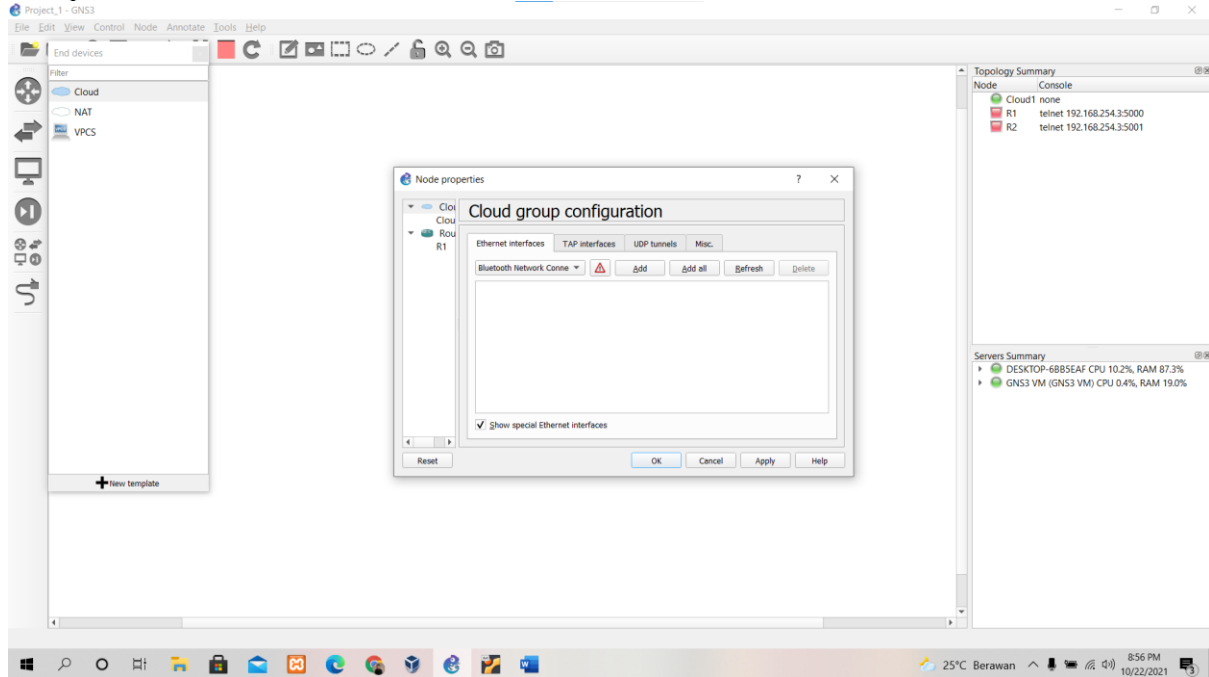 Project_1 - GNS3
File Edit View Control Node Annotate Tools Help
End devices
Filter
Cloud
NAT
VPCS
New template
Node properties
?
Clou
Clou
Rou
R1
Cloud group configuration
Ethernet interfaces TAP interfaces UDP tunnels Misc.
Bluetooth Network Conne Add Add all Refresh Delete
Show special Ethernet interfaces
Reset OK Cancel Apply Help
Topology Summary
Node Console
Cloud1 none
R1 telnet 192.168.254.3:5000
R2 telnet 192.168.254.3:5001
Servers Summary
DESKTOP-6BB5EAF CPU 10.2%, RAM 87.3%
GNS3 VM (GNS3 VM) CPU 0.4%, RAM 19.0%
25°C Berawan
8:56 PM
10/22/2021
3